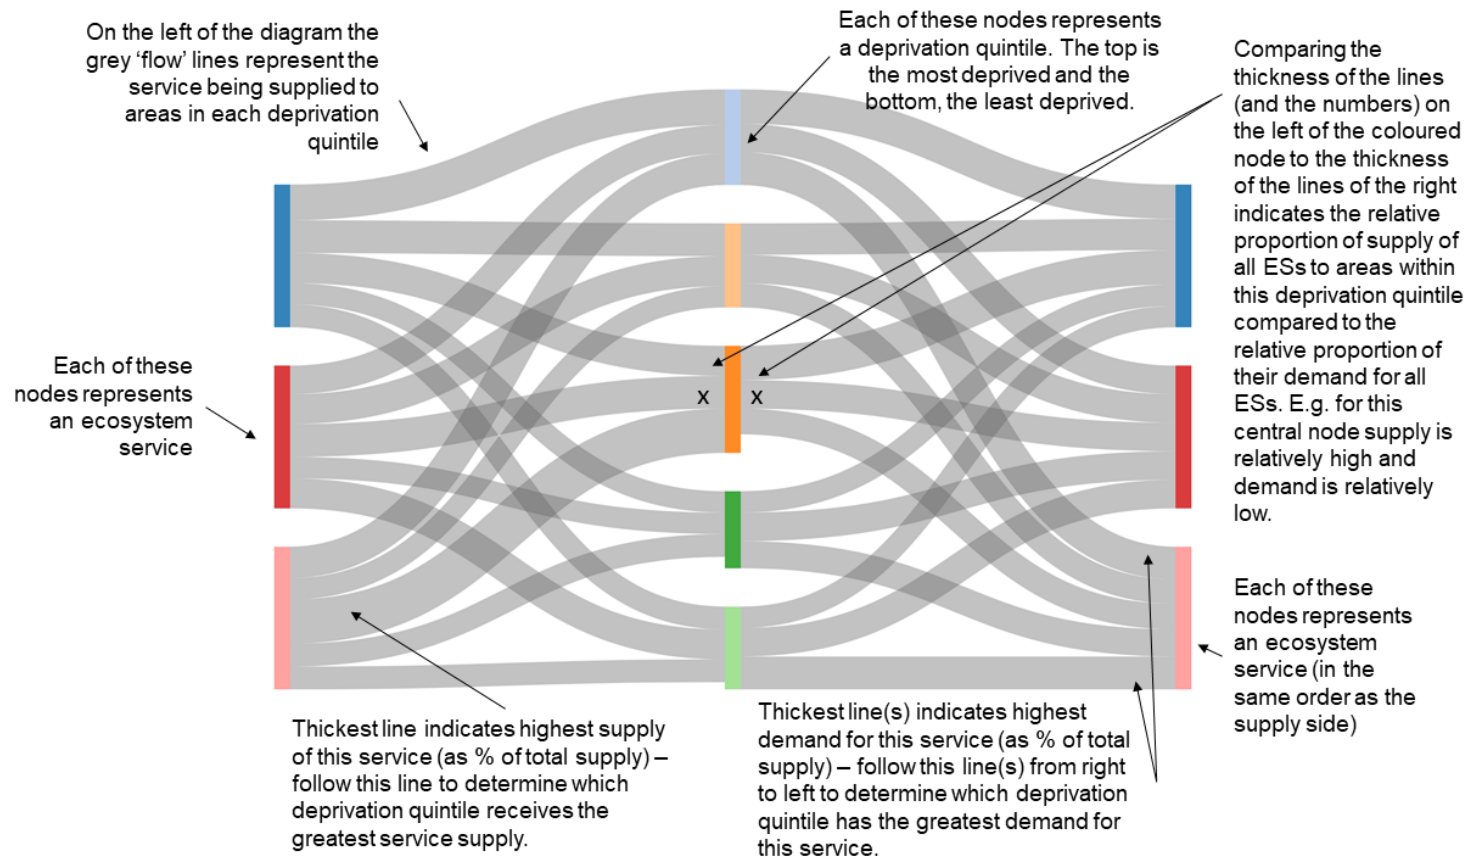 On the left of the diagram the
grey ‘flow’ lines represent the
service being supplied to
areas in each deprivation
quintile
Each of these nodes represents
a deprivation quintile. The top is
the most deprived and the
bottom, the least deprived.
Comparing the
thickness of the lines
(and the numbers) on
the left of the coloured
node to the thickness
of the lines of the right
indicates the relative
proportion of supply of
all ESs to areas within
this deprivation quintile
compared to the
relative proportion of
their demand for all
ESs. E.g. for this
central node supply is
relatively high and
demand is relatively
low.
Each of these
nodes represents
an ecosystem
service
x
x
Each of these
nodes represents
an ecosystem
service (in the
same order as the
supply side)
Thickest line indicates highest supply
of this service (as % of total supply) –
follow this line to determine which
deprivation quintile receives the
greatest service supply.
Thickest line(s) indicates highest
demand for this service (as % of total
supply) – follow this line(s) from right
to left to determine which deprivation
quintile has the greatest demand for
this service.